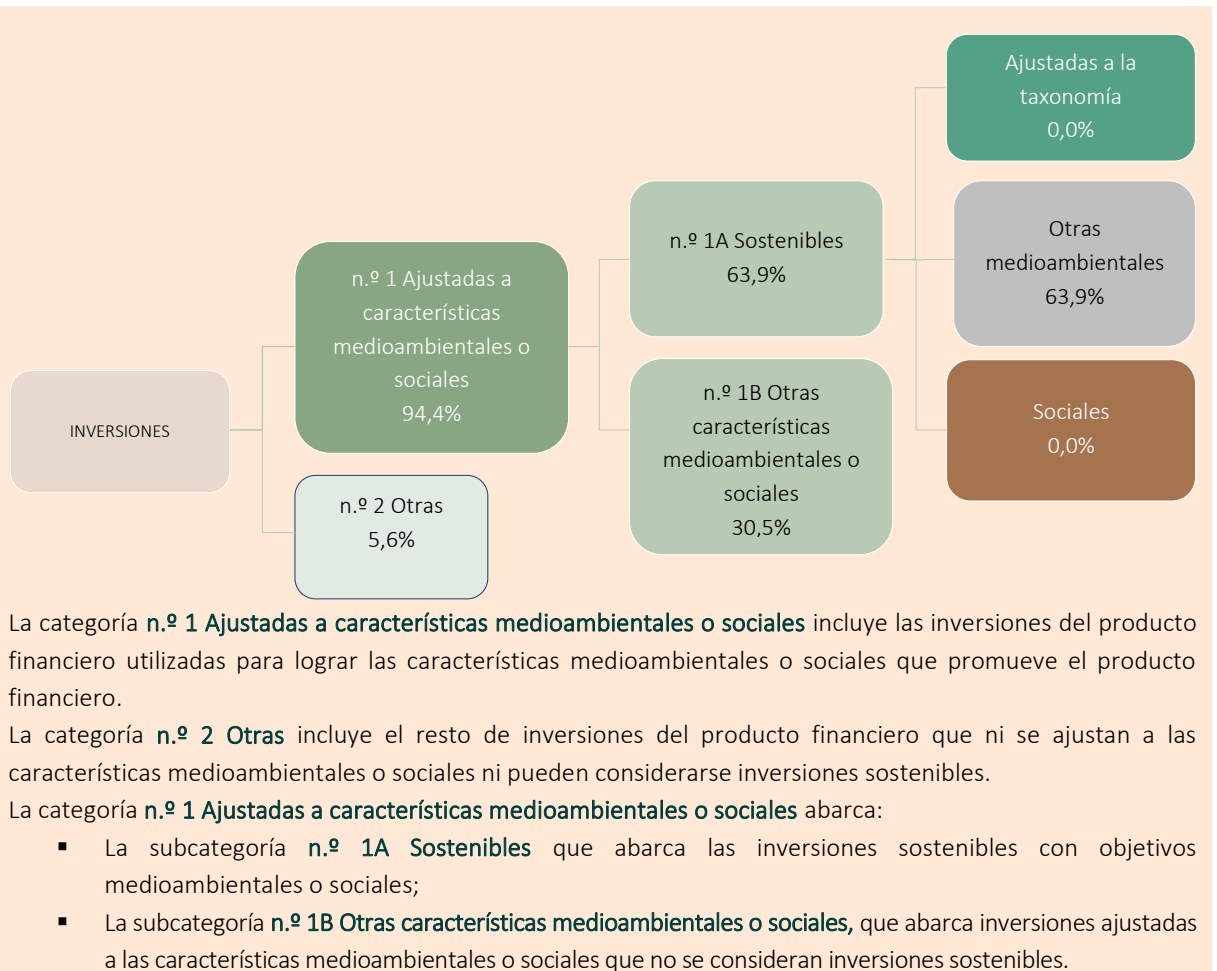 INVERSIONES
n.º 1 Ajustadas a
características
medioambientales o
sociales
94,4%
n.º 2 Otras
5,6%
n.º 1A Sostenibles
63,9%
n.º 1B Otras
características
medioambientales o
sociales
30,5%
Ajustadas a la
taxonomía
0,0%
Otras
medioambientales
63,9%
Sociales
0,0%
La categoría n.º 1 Ajustadas a características medioambientales o sociales incluye las inversiones del producto
financiero utilizadas para lograr las características medioambientales o sociales que promueve el producto
financiero.
La categoría n.º 2 Otras incluye el resto de inversiones del producto financiero que ni se ajustan a las
características medioambientales o sociales ni pueden considerarse inversiones sostenibles.
La categoría n.º 1 Ajustadas a características medioambientales o sociales abarca:
▪ La subcategoría n.º 1A Sostenibles que abarca las inversiones sostenibles con objetivos
medioambientales o sociales;
▪ La subcategoría n.º 1B Otras características medioambientales o sociales, que abarca inversiones ajustadas
a las características medioambientales o sociales que no se consideran inversiones sostenibles.